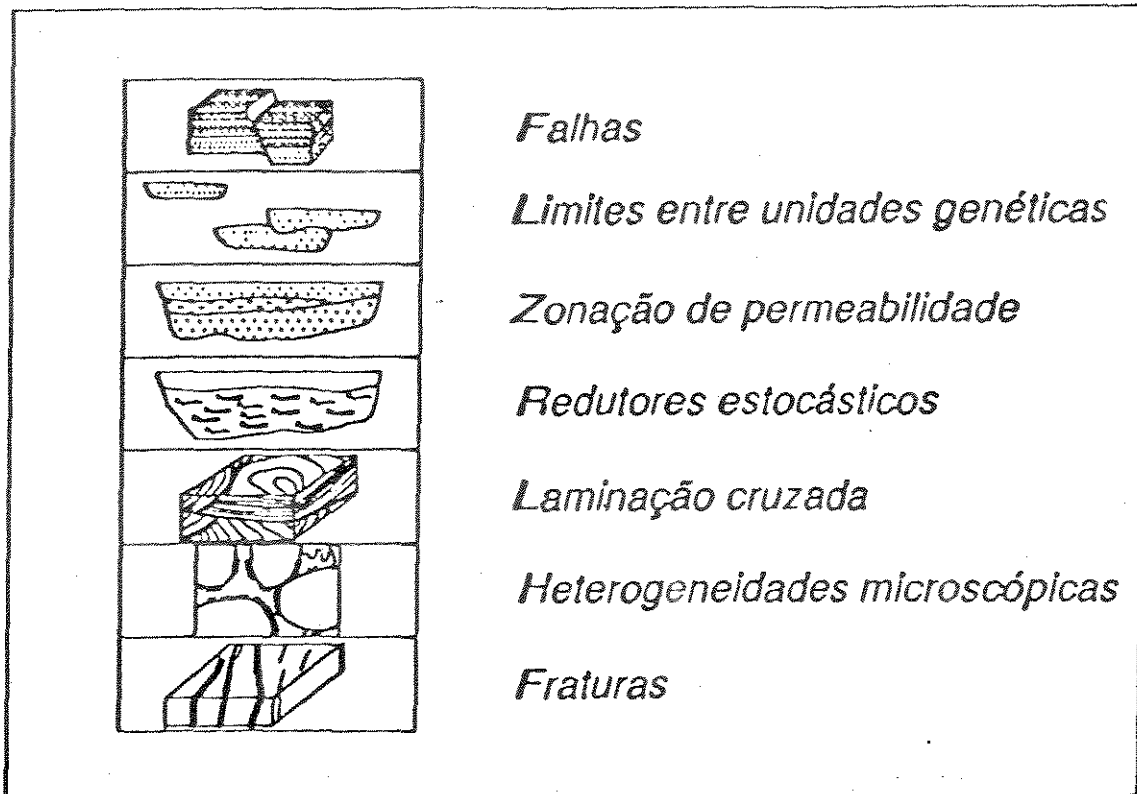 Falhas
Limites entre unidades genéticas
Zonação de permeabilidade
Redutores estocásticos
Laminação cruzada
Heterogeneidades microscópicas
Fraturas